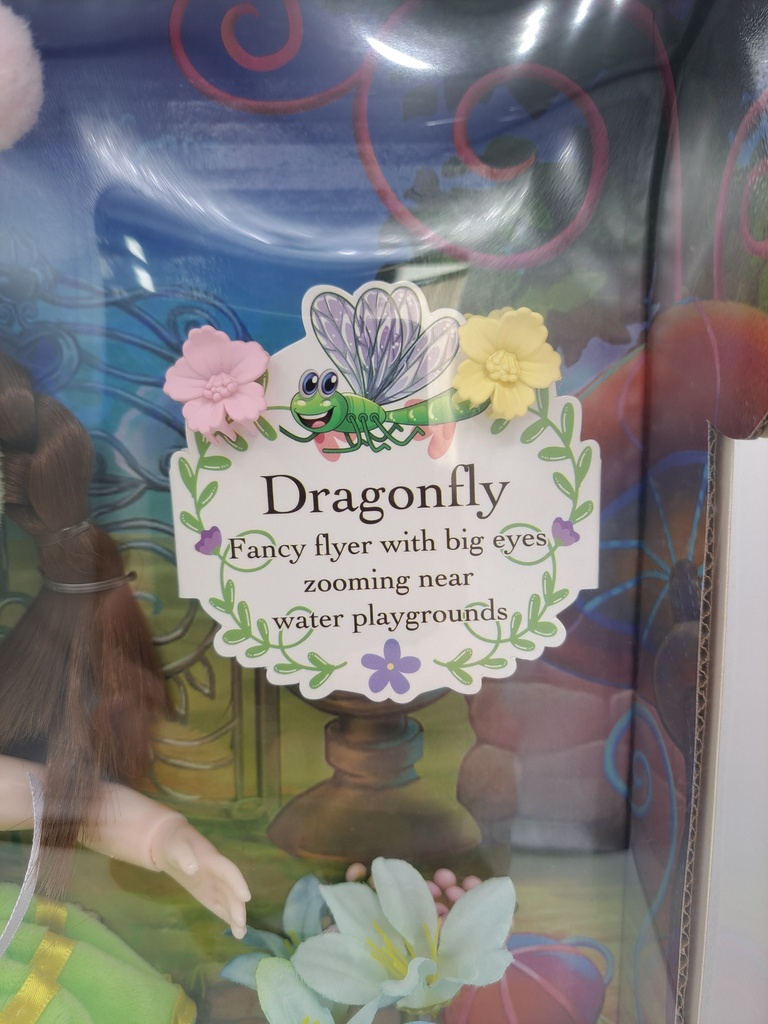 Dragonfly
Fancy flyer with big eyes
zooming near
water playgrounds